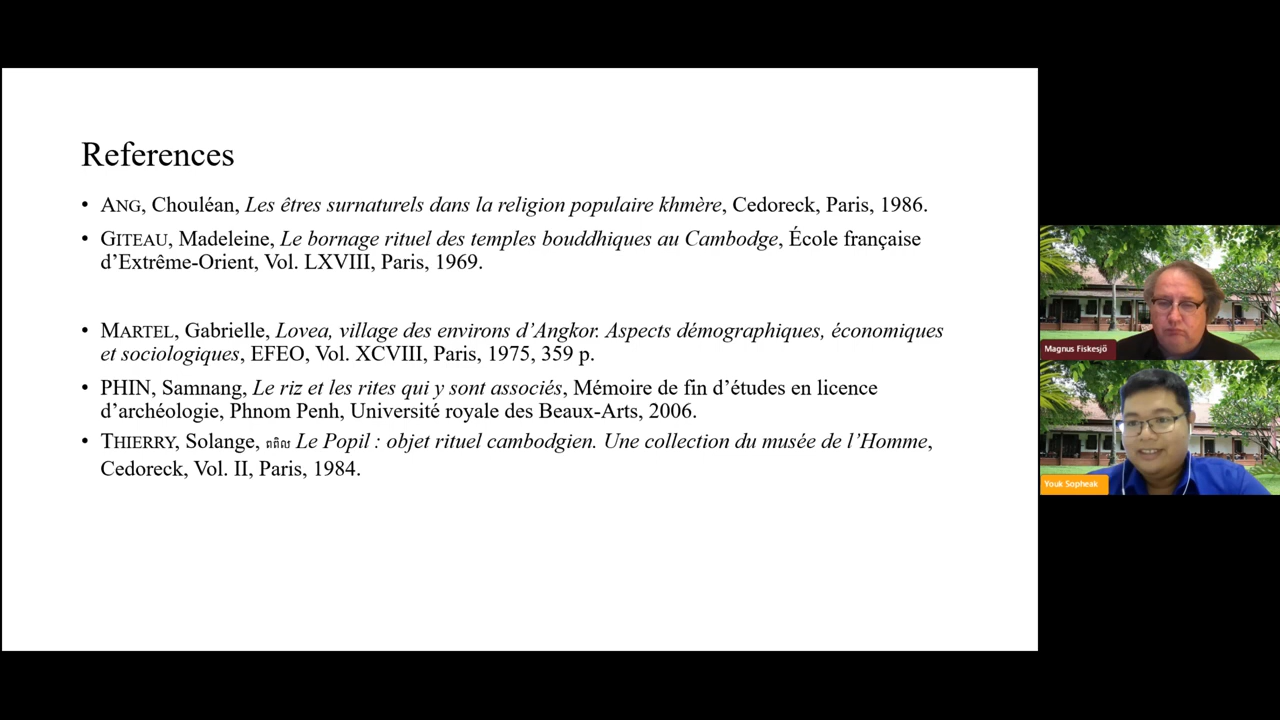 References
• ANG, Chouléan, Les êtres surnaturels dans la religion populaire khmère, Cedoreck, Paris, 1986.
• GITEAU, Madeleine, Le bornage rituel des temples bouddhiques au Cambodge, École française
d’Extrême-Orient, Vol. LXVIII, Paris, 1969.
• MARTEL, Gabrielle, Lovea, village des environs d’Angkor. Aspects démographiques, économiques
et sociologiques, EFEO, Vol. XCVIII, Paris, 1975, 359 p.
• PHIN, Samnang, Le riz et les rites qui y sont associés, Mémoire de fin d’études en licence
d’archéologie, Phnom Penh, Université royale des Beaux-Arts, 2006.
• THIERRY, Solange, ពពិល Le Popil : objet rituel cambodgien. Une collection du musée de l’Homme,
Cedoreck, Vol. II, Paris, 1984.
Magnus Fiskesjö
Youk Sopheak